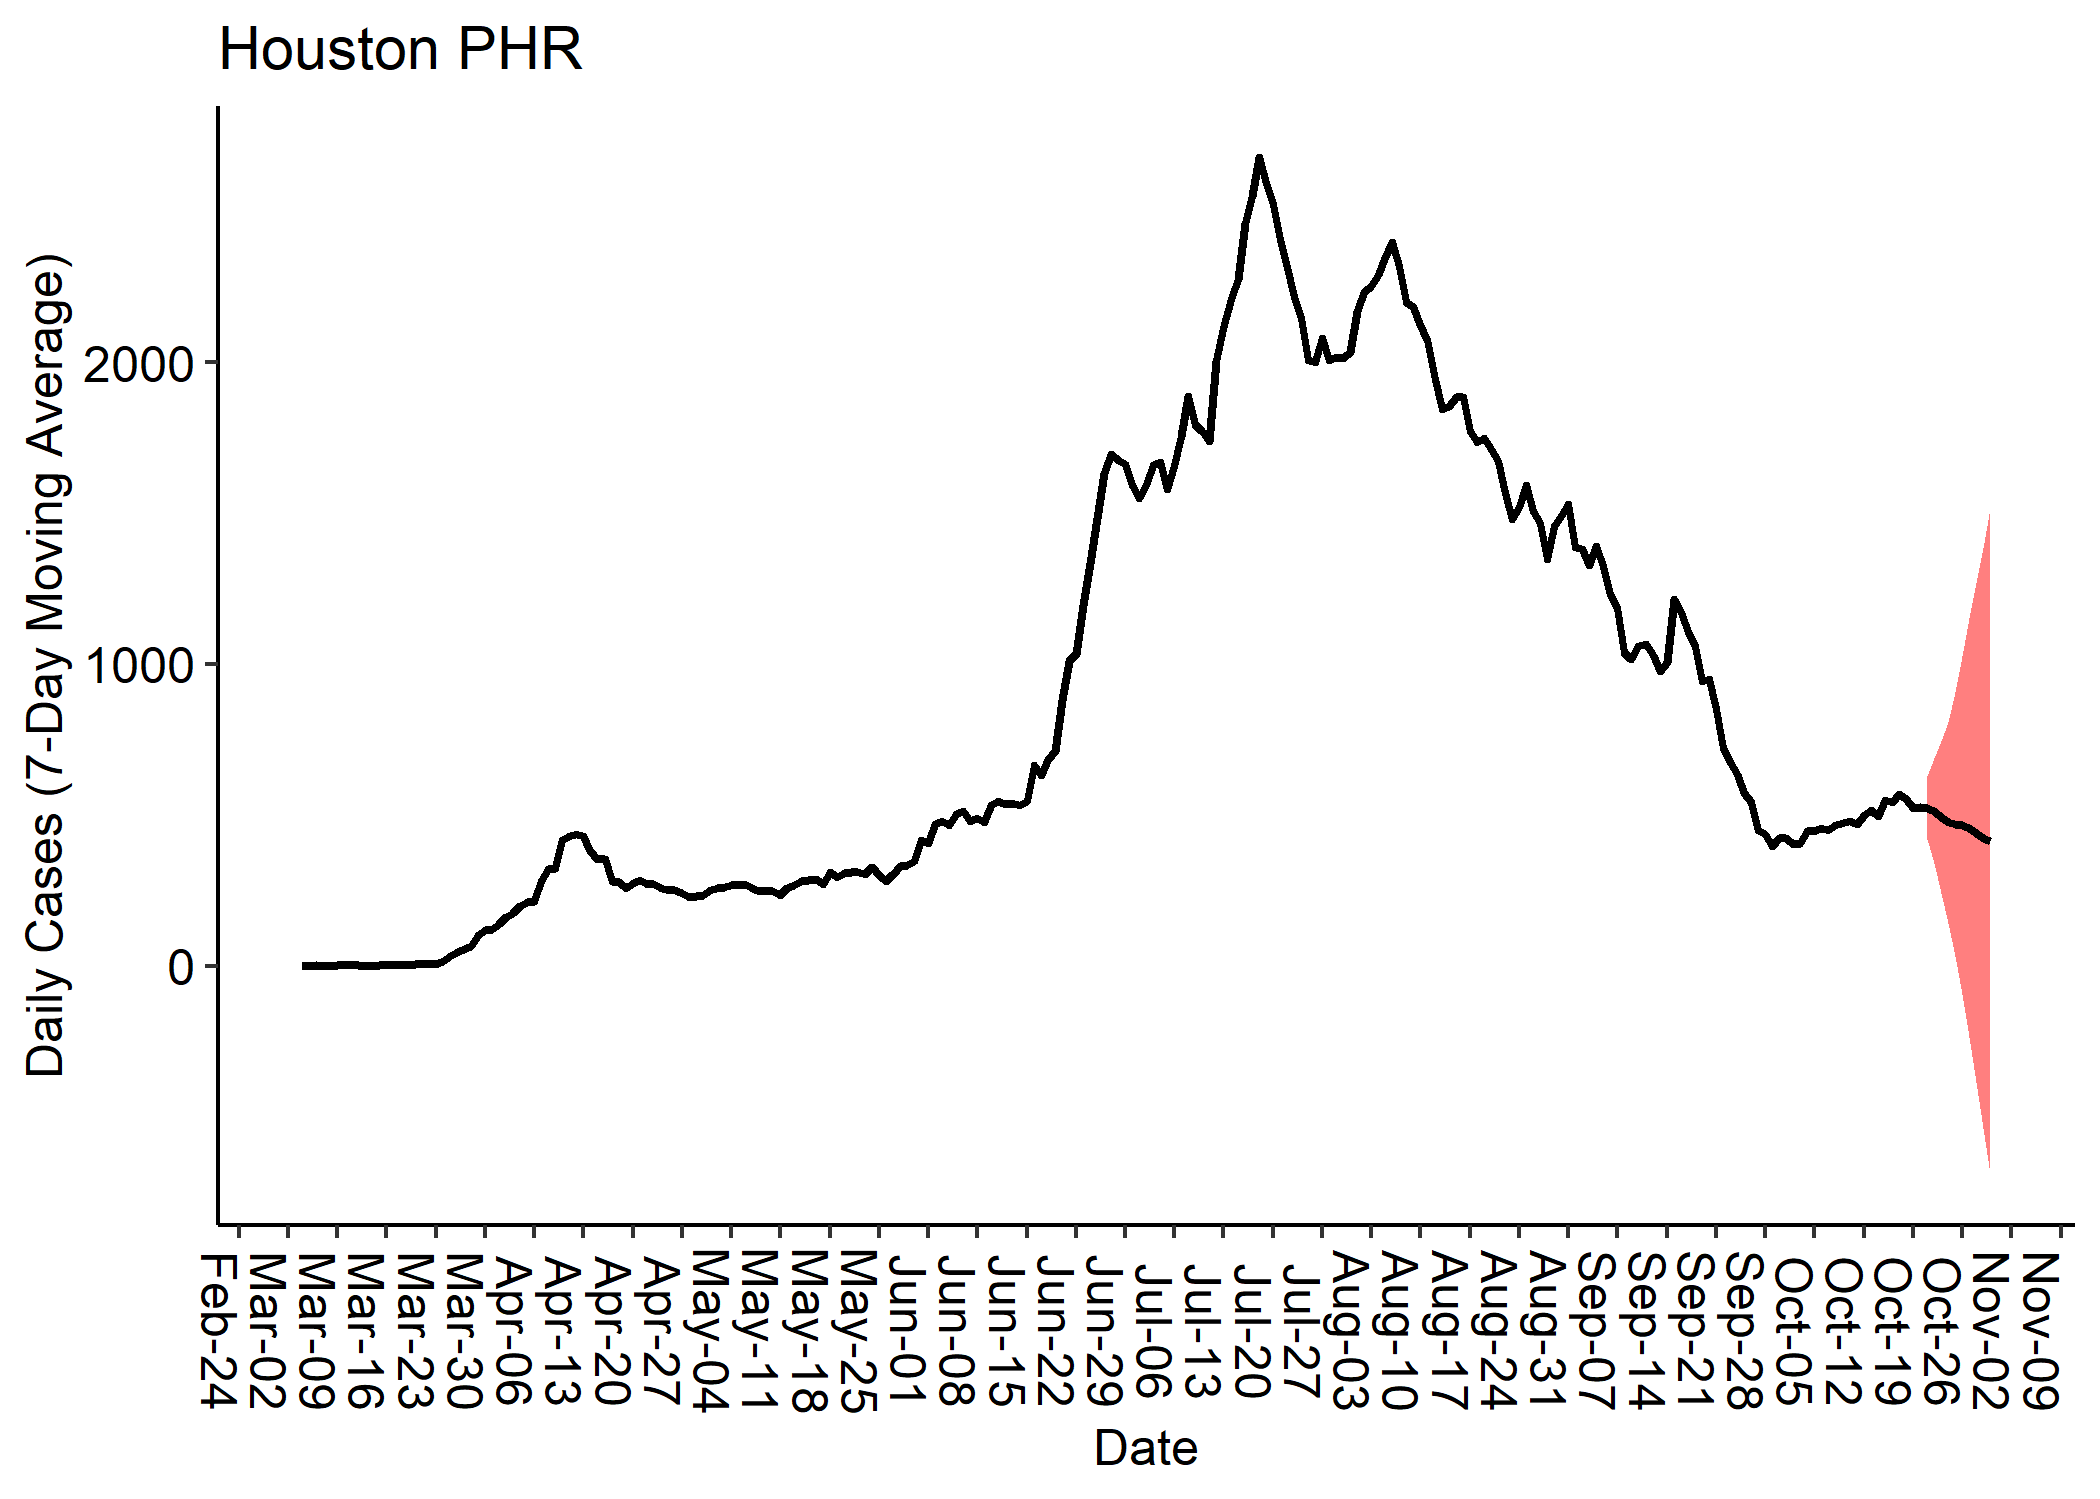 Houston PHR
Daily Cases (7-Day Moving Average)
2000
1000
0
Feb-24
Mar-02
Mar-09
Mar-16
Mar-23
Mar-30
Apr-06
Apr-13
Apr-20
Apr-27
May-04
May-11
May-18
May-25
Jun-01
Jun-08
Jun-15
Jun-22
Jun-29
Jul-06
Jul-13
Jul-20
Jul-27
Aug-03
Aug-10
Aug-17
Aug-24
Aug-31
Sep-07
Sep-14
Sep-21
Sep-28
Oct-05
Oct-12
Oct-19
Oct-26
Nov-02
Nov-09
Date